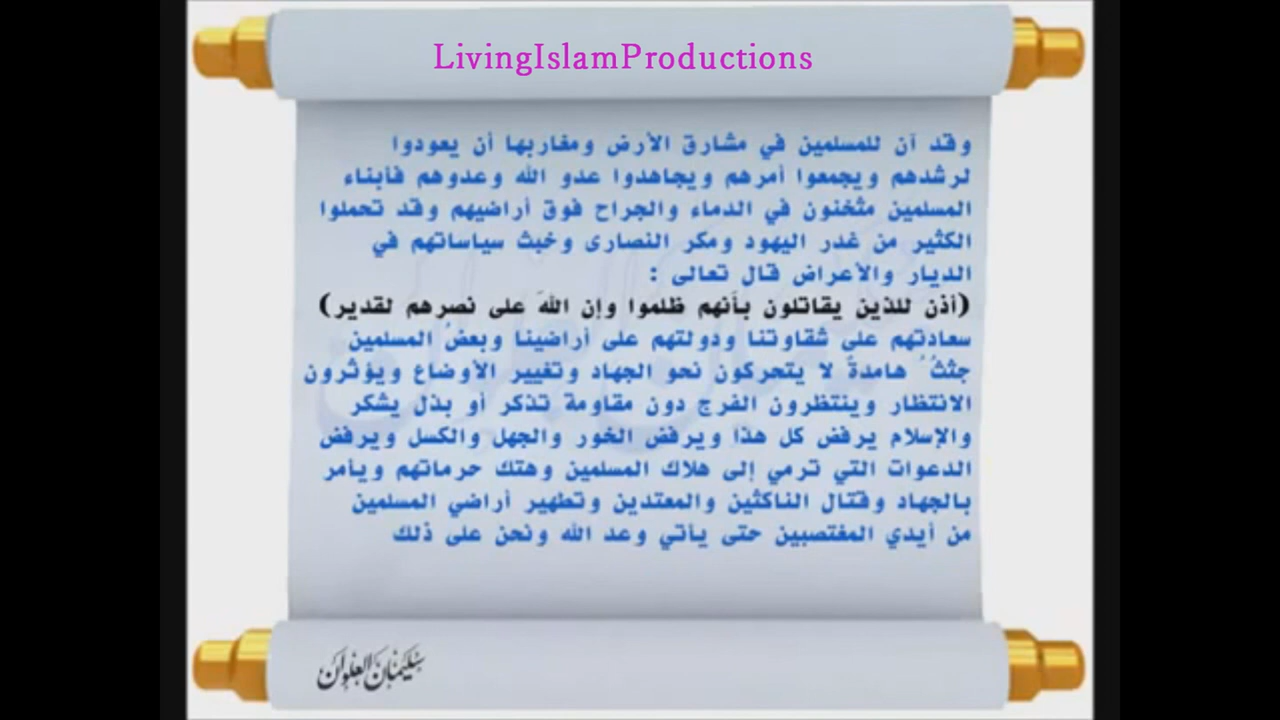 LivingIslamProductions
وقد آن للمسلمين في مشارق الأرض ومغاربها أن يعودوا
لرشدهم ويجمعوا أمرهم ويجاهدوا عدو الله وعدوهم فأبناء
المسلمين مثخنون في الدماء والجراح فوق أراضيهم وقد تحملوا
الكثير من غدر اليهود ومكر النصارى وخبث سياساتهم في
الديار والأعراض قال تعالى :
(أذن للذين يقاتلون بأنهم ظلموا وإن اللهَ على نصرهم لقدير)
سعادتهم على شقاوتنا ودولتهم على أراضينا وبعضُ المسلمين
جثثٌ هامدةٌ لا يتحركون نحو الجهاد وتغيير الأوضاع ويؤثرون
الانتظار وينتظرون الفرج دون مقاومة تذكر أو بذل يشكر
والإسلام يرفض كل هذا ويرفض الخور والجهل والكسل ويرفض
الدعوات التي ترمي إلى هلاك المسلمين وهتك حرماتهم ويأمر
بالجهاد وقتال الناكثين والمعتدين وتطهير أراضي المسلمين
من أيدي المغتصبين حتى يأتي وعد الله ونحن على ذلك
سليمان العلوان